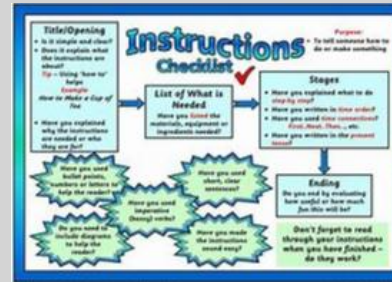 Instructions
Checklist
Purpose:
• To tell someone how to
do or make something
Title/Opening
• Is it simple and clear?
• Does it explain what
the instructions are
about?
Tip – Using 'how to'
helps
Example
How to Make a Cup of
Tea
• Have you explained
why the instructions
are needed or who
they are for?
List of What is
Needed
Have you listed the
materials, equipment or
ingredients needed?
Stages
• Have you explained what to do
step by step?
• Have you written in time order?
• Have you used time connectives?
First, Next, Then... etc
• Have you written in the present
tense?
Ending
Do you end by evaluating
how useful or how much
fun this will be?
Have you used
bullet points,
numbers or letters to
help the reader?
Have you used
short, clear
sentences?
Have you used
imperative
(bossy) verbs?
Do you need to
include diagrams to
help the reader?
Have you made
the instructions
sound easy?
Don't forget to read
through your instructions
when you have finished –
do they work?